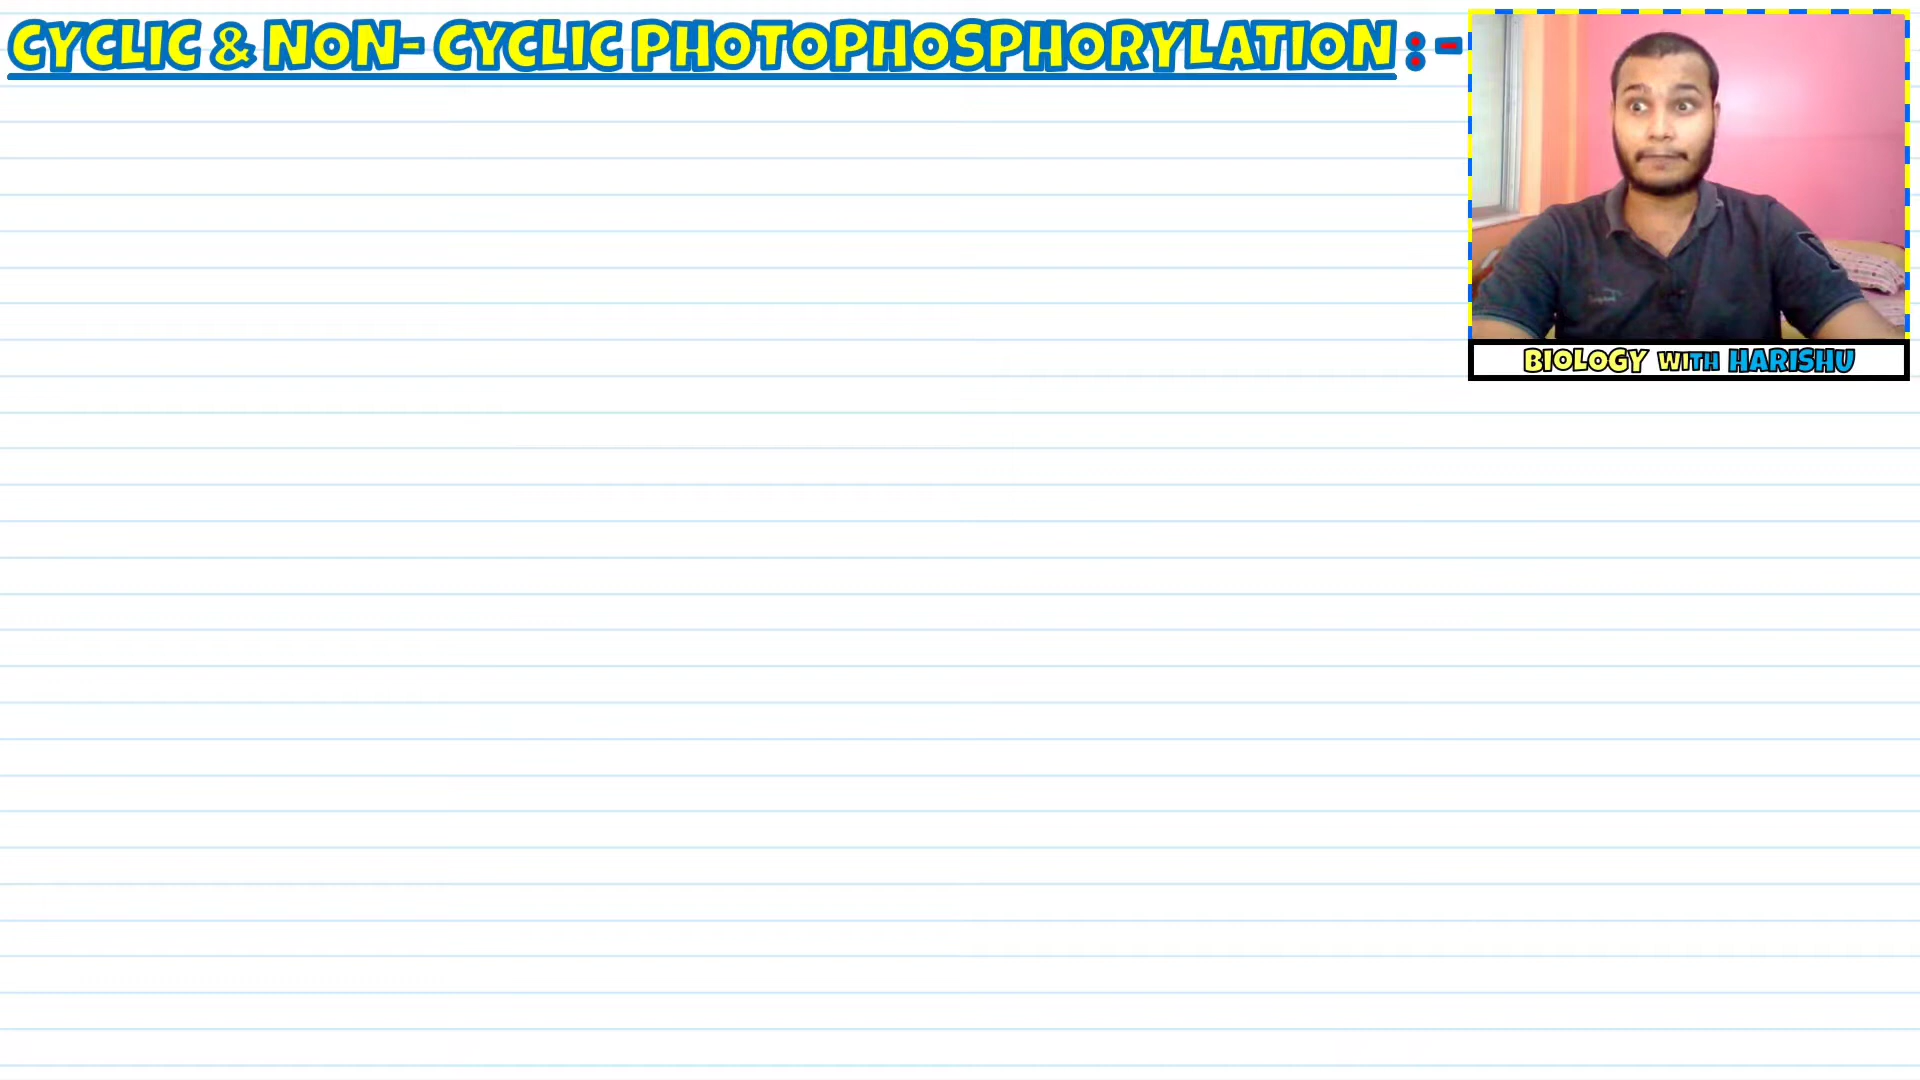 CYCLIC & NON- CYCLIC PHOTOPHOSPHORYLATION :-
BIOLOGY WITH HARISHU